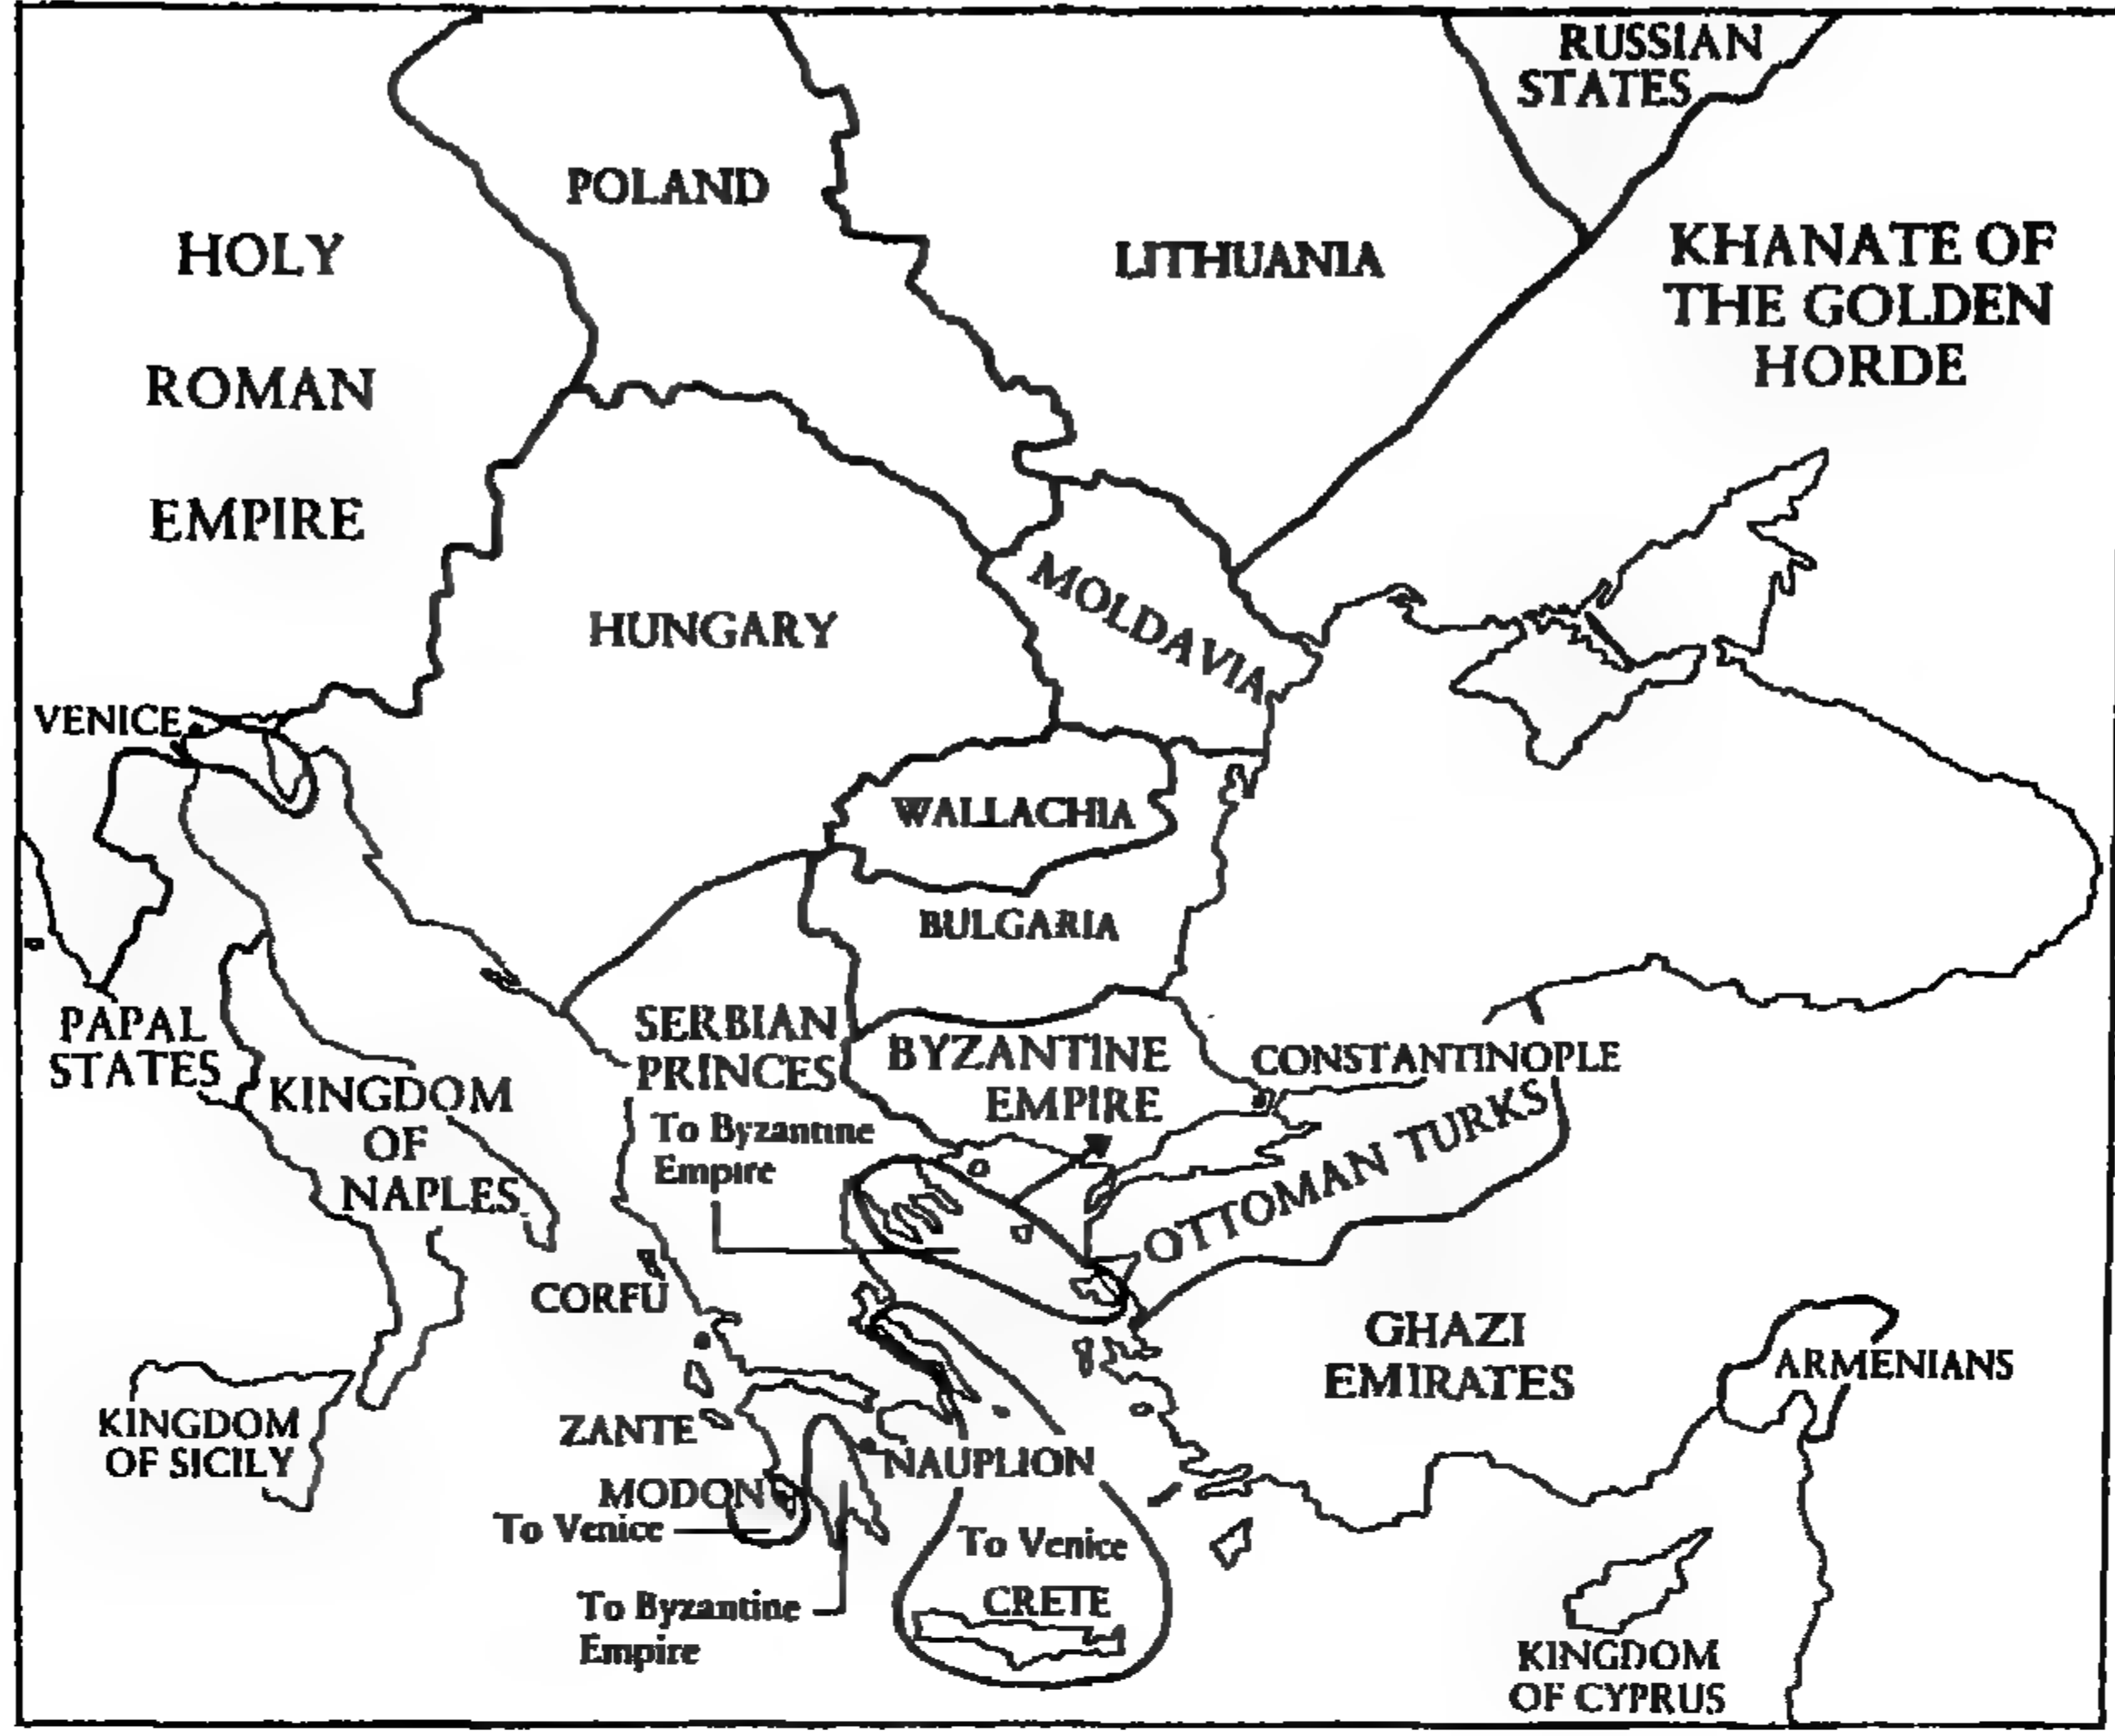 RUSSIAN
STATES
POLAND
HOLY
ROMAN
EMPIRE
LITHUANIA
KHANATE OF
THE GOLDEN
HORDE
MOLDAVIA
HUNGARY
VENICE
WALLACHIA
BULGARIA
PAPAL
STATES
SERBIAN
PRINCES
BYZANTINE
EMPIRE
CONSTANTINOPLE
KINGDOM
OF
NAPLES
To Byzantine
Empire
OTTOMAN TURKS
CORFU
GHAZI
EMIRATES
ARMENIANS
KINGDOM
OF SICILY
ZANTE
NAUPLION
MODON
To Venice
To Venice
CRETE
To Byzantine
Empire
KINGDOM
OF CYPRUS